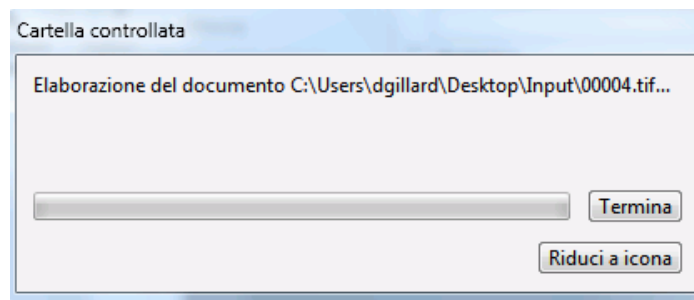 Cartella controllata
Elaborazione del documento C:\Users\dgillard\Desktop\Input\00004.tif...
Termina
Riduci a icona